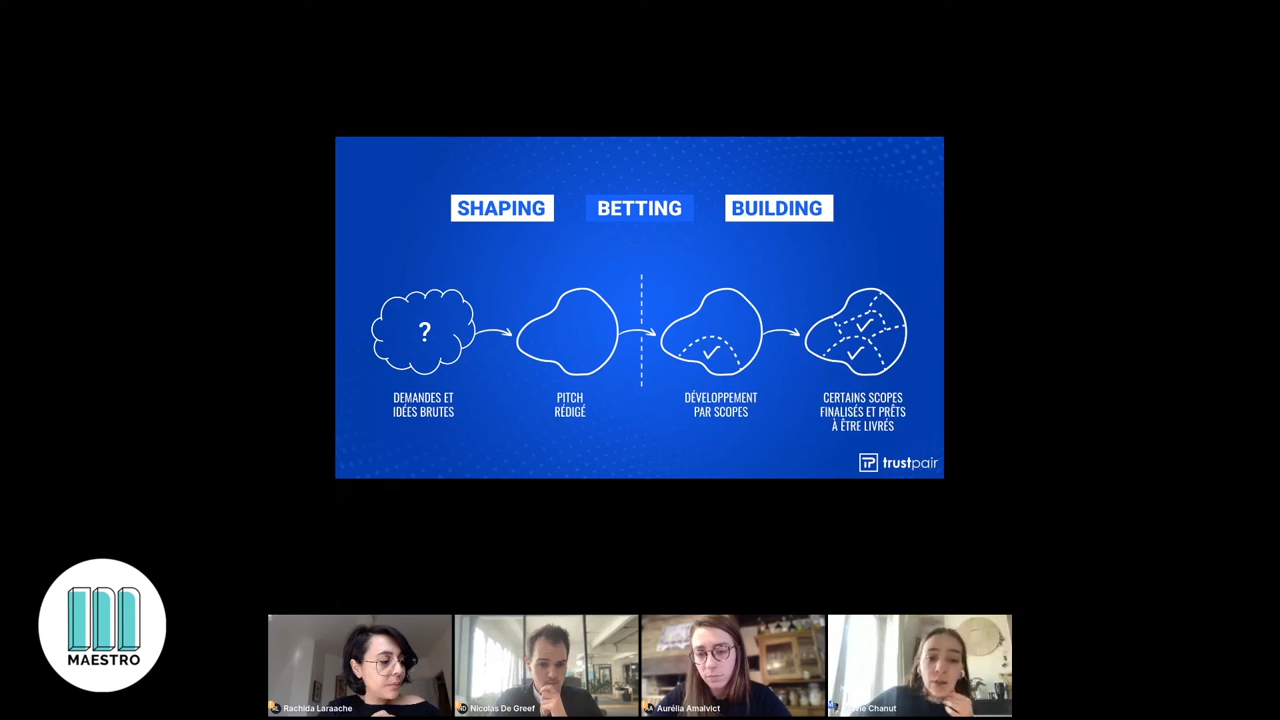 SHAPING
BETTING
BUILDING
?
DEMANDES ET
IDÉES BRUTES
PITCH
RÉDIGÉ
DÉVELOPPEMENT
PAR SCOPES
CERTAINS SCOPES
FINALISÉS ET PRÊTS
À ÊTRE LIVRÉS
TP trustpair
MAESTRO
Rachida Laraache
Nicolas De Greef
Aurélia Amalvict
Chanut